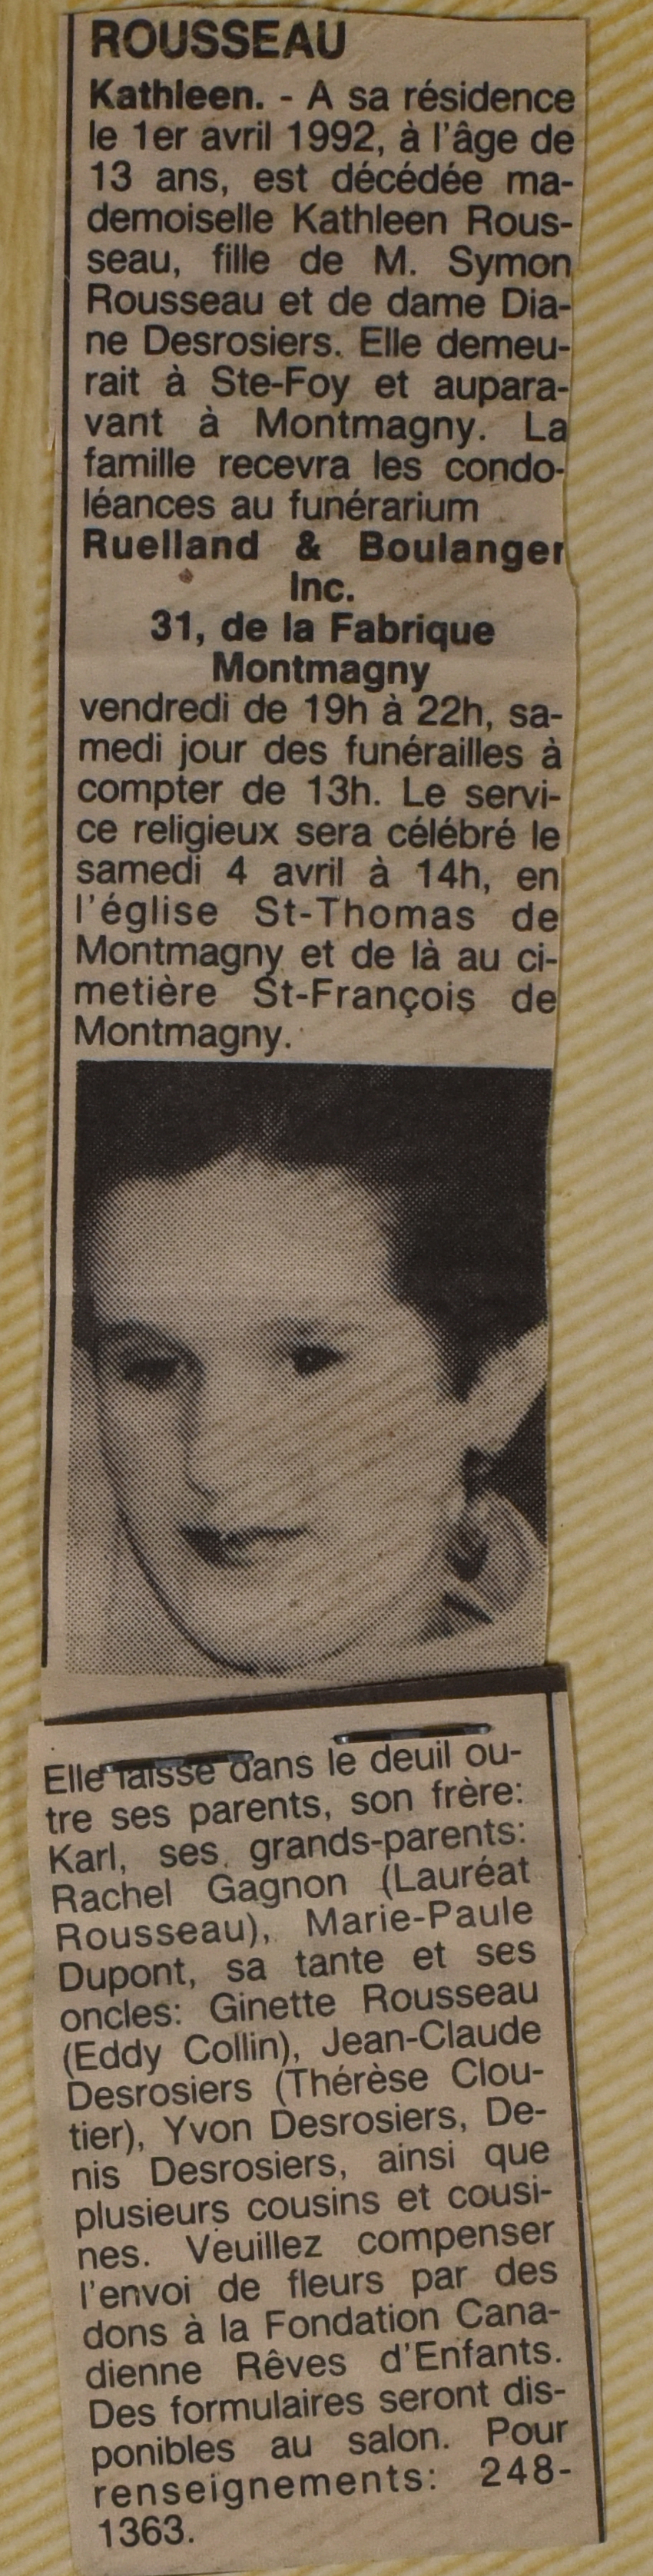 ROUSSEAU
Kathleen. - A sa résidence
le 1er avril 1992, à l'âge de
13 ans, est décédée ma-
demoiselle Kathleen Rous-
seau, fille de M. Symon
Rousseau et de dame Dia-
ne Desrosiers. Elle demeu-
rait à Ste-Foy et aupara-
vant à Montmagny. La
famille recevra les condo-
léances au funérarium
Ruelland & Boulanger
Inc.
31, de la Fabrique
Montmagny
vendredi de 19h à 22h, sa-
medi jour des funérailles à
compter de 13h. Le servi-
ce religieux sera célébré le
samedi 4 avril à 14h, en
l'église St-Thomas de
Montmagny et de là au ci-
metière St-François de
Montmagny.
Elle laisse dans le deuil ou-
tre ses parents, son frère:
Karl, ses grands-parents:
Rachel Gagnon (Lauréat
Rousseau), Marie-Paule
Dupont, sa tante et ses
oncles: Ginette Rousseau
(Eddy Collin), Jean-Claude
Desrosiers (Thérèse Clou-
tier), Yvon Desrosiers, De-
nis Desrosiers, ainsi que
plusieurs cousins et cousi-
nes. Veuillez compenser
l'envoi de fleurs par des
dons à la Fondation Cana-
dienne Rêves d'Enfants.
Des formulaires seront dis-
ponibles au salon. Pour
renseignements: 248-
1363.